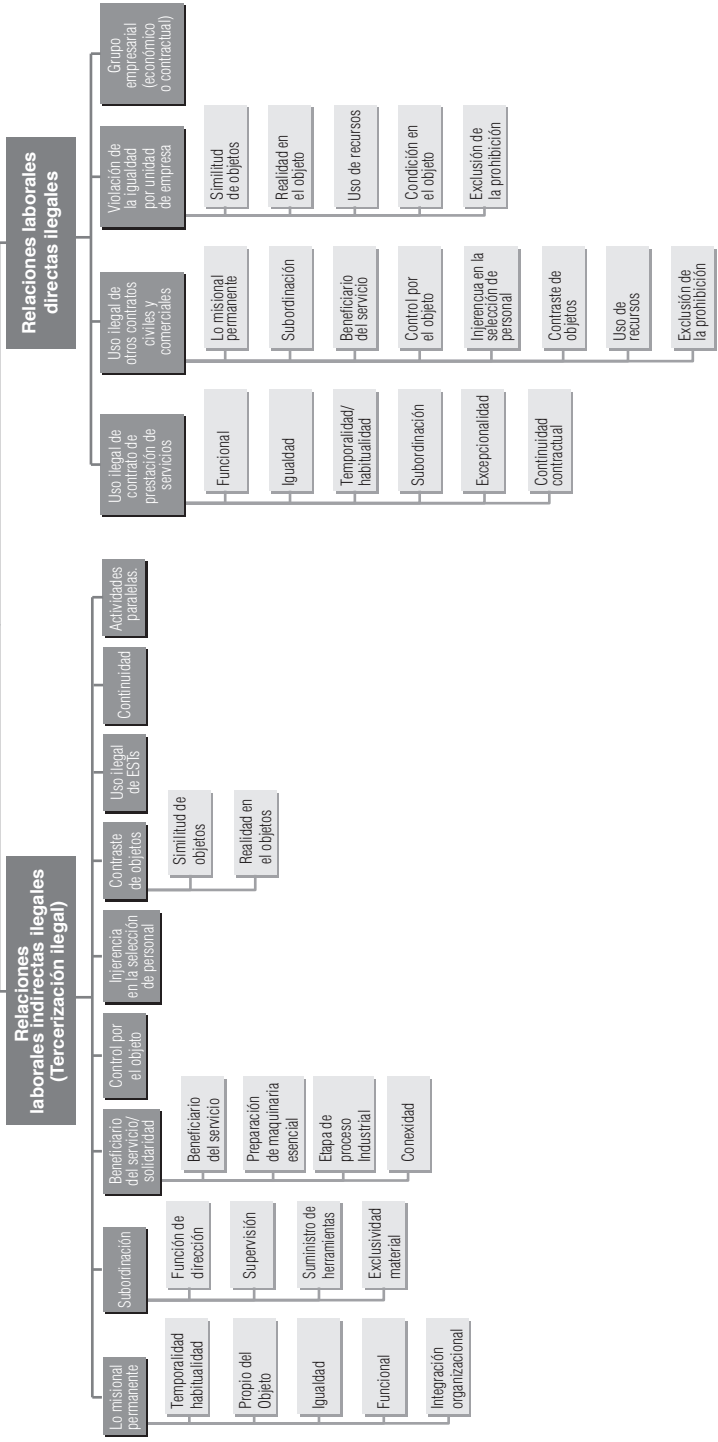 Relaciones
laborales indirectas ilegales
(Tercerización ilegal)
Lo misional
permanente
Temporalidad
habitualidad
Propio del
Objeto
Igualdad
Funcional
Integración
organizacional
Subordinación
Función de
dirección
Supervisión
Suministro de
herramientas
Exclusividad
material
Beneficiario
del servicio/
solidaridad
Beneficiario
del servicio
Preparación
de maquinaria
esencial
Etapa de
proceso
Industrial
Conexidad
Control por
el objeto
Injerencia
en la selección
de personal
Contraste
de objetos
Similitud de
objetos
Realidad en
el objetos
Uso ilegal
de ESTs
Continuidad
Actividades
paralelas.
Relaciones laborales
directas ilegales
Uso ilegal de
contrato de
prestación de
servicios
Funcional
Igualdad
Temporalidad/
habitualidad
Subordinación
Excepcionalidad
Continuidad
contractual
Uso ilegal de
otros contratos
civiles y
comerciales
Lo misional
permanente
Subordinación
Beneficiario
del servicio
Control por
el objeto
Injerencua en la
selección de
personal
Contraste de
objetos
Uso de
recursos
Exclusión de
la prohibición
Violación de
la igualdad
por unidad
de empresa
Similitud
de objetos
Realidad en
el objeto
Uso de recursos
Condición en
el objeto
Exclusión de
la prohibición
Grupo
empresarial
(económico
o contractual)